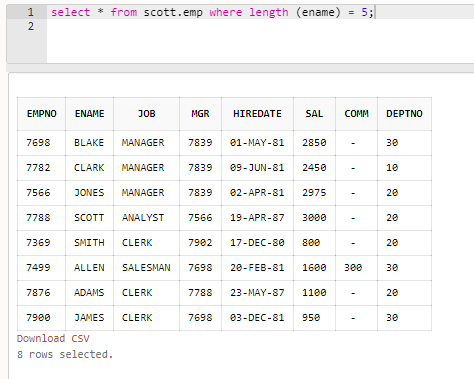 1 select * from scott.emp where length (ename) = 5;
2
EMPNO ENAME JOB MGR HIREDATE SAL COMM DEPTNO
7698 BLAKE MANAGER 7839 01-MAY-81 2850 - 30
7782 CLARK MANAGER 7839 09-JUN-81 2450 - 10
7566 JONES MANAGER 7839 02-APR-81 2975 - 20
7788 SCOTT ANALYST 7566 19-APR-87 3000 - 20
7369 SMITH CLERK 7902 17-DEC-80 800 - 20
7499 ALLEN SALESMAN 7698 20-FEB-81 1600 300 30
7876 ADAMS CLERK 7788 23-MAY-87 1100 - 20
7900 JAMES CLERK 7698 03-DEC-81 950 - 30
Download CSV
8 rows selected.